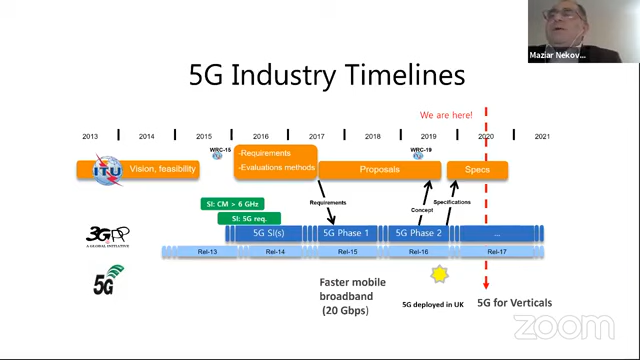 Maziar Nekov...
5G Industry Timelines
We are here!
2013
2014
2015
2016
2017
2018
2019
2020
2021
WRC-15
WRC-19
ITU
Vision, feasibility
-Requirements
-Evaluations methods
Proposals
Specs
SI: CM > 6 GHz
SI: 5G req.
Requirements
Concept
Specifications
3GPP
A GLOBAL INITIATIVE
5G SI(s)
5G Phase 1
5G Phase 2
...
Rel-13
Rel-14
Rel-15
Rel-16
Rel-17
5G
Faster mobile
broadband
(20 Gbps)
5G deployed in UK
5G for Verticals
zoom